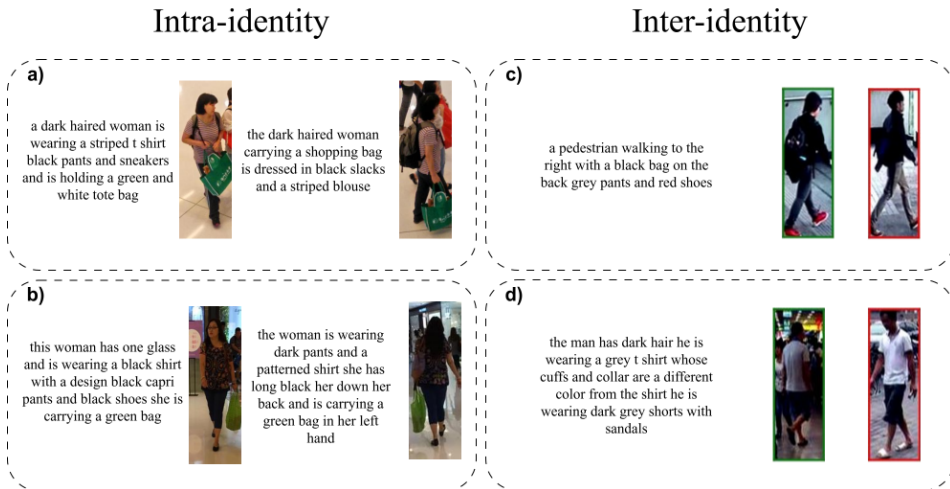 Intra-identity
Inter-identity
a)
a dark haired woman is
wearing a striped t shirt
black pants and sneakers
and is holding a green and
white tote bag
the dark haired woman
carrying a shopping bag
is dressed in black slacks
and a striped blouse
c)
a pedestrian walking to the
right with a black bag on the
back grey pants and red shoes
b)
this woman has one glass
and is wearing a black shirt
with a design black capri
pants and black shoes she is
carrying a green bag
the woman is wearing
dark pants and a
patterned shirt she has
long black her down her
back and is carrying a
green bag in her left
hand
d)
the man has dark hair he is
wearing a grey t shirt whose
cuffs and collar are a different
color from the shirt he is
wearing dark grey shorts with
sandals